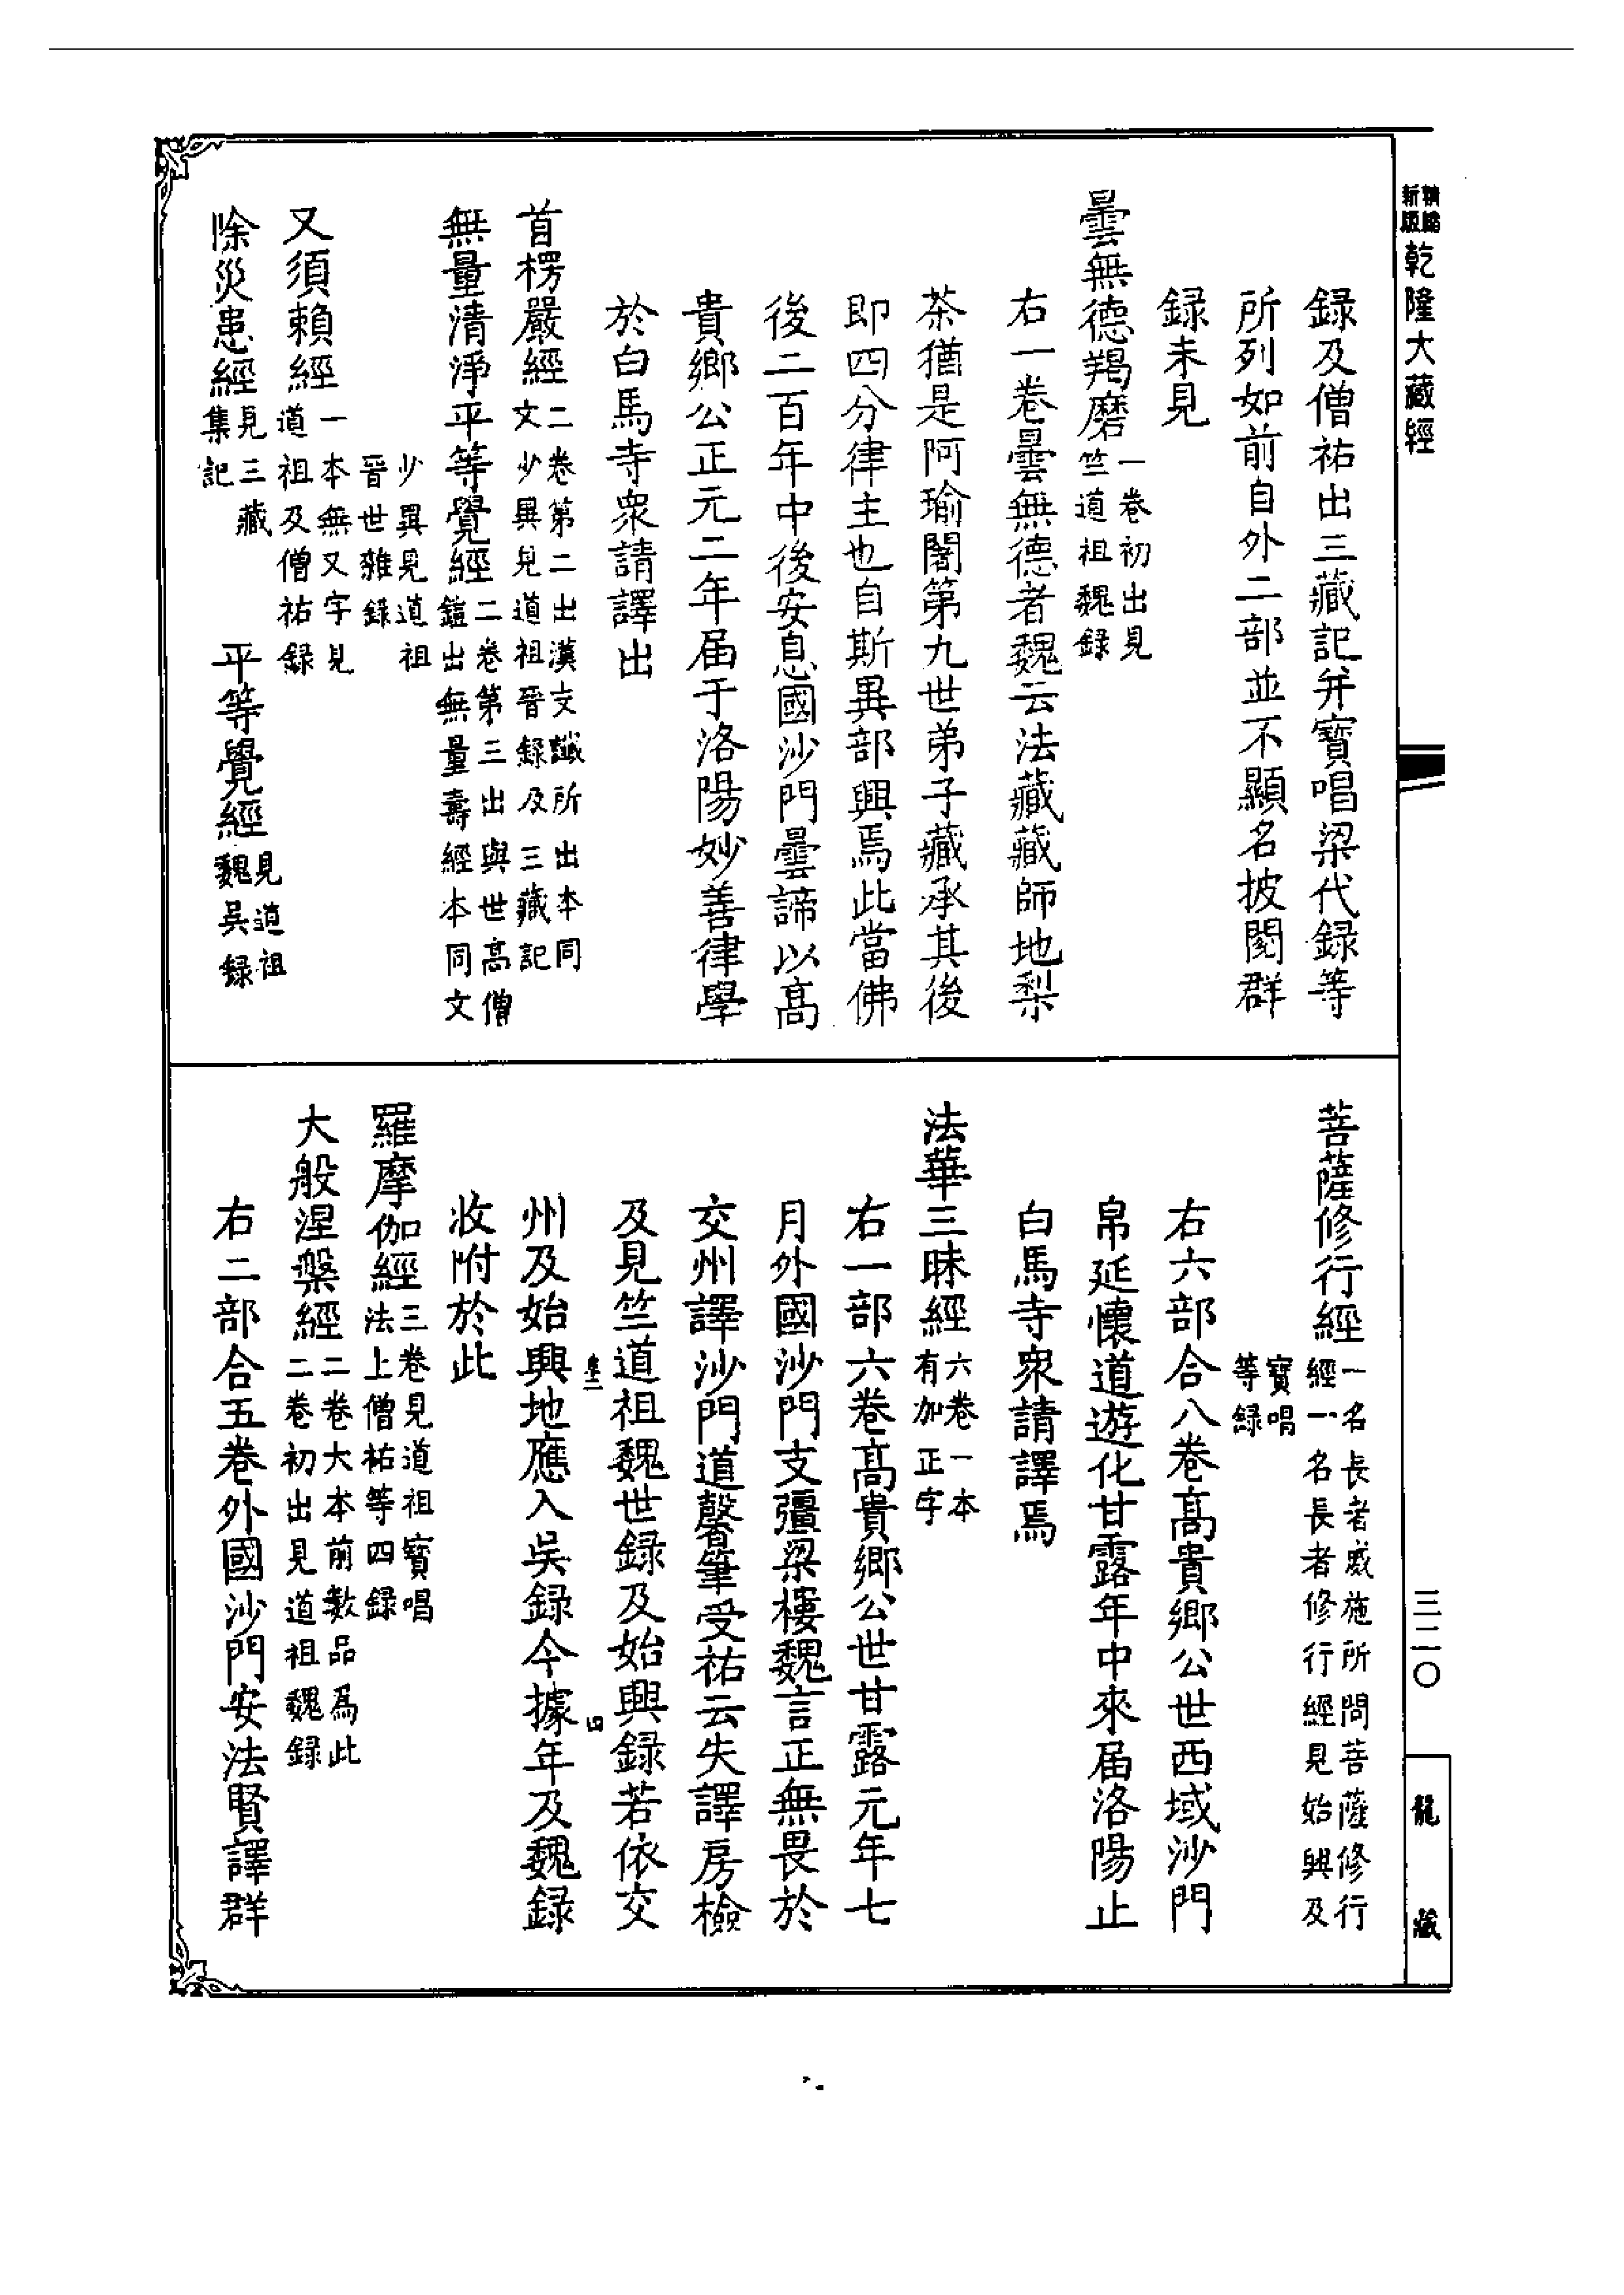 新版
精縮
乾隆大藏經
録及僧祐出三藏記并寶唱梁代録等
所列如前自外二部並不顯名披閱群
録未見
曇無德羯磨一卷初出見
竺道祖魏録
右一卷曇無德者魏云法藏藏師地梨
茶猶是阿瑜闍第九世弟子藏承其後
即四分律主也自斯異部興焉此當佛
後二百年中後安息國沙門曇諦以高
貴鄉公正元二年届于洛陽妙善律學
於白馬寺衆請譯出
首楞嚴經二卷第二出漢支讖所出本同
文少異見道祖晉録及三藏記
無量清淨平等覺經二卷第三出與世高僧
鎧出無量壽經本同文
少異見道祖
晉世雜録
又須賴經一本無又字見
道祖及僧祐録
除災患經見三藏
集記
平等覺經見道祖
魏吳録
菩薩修行經一名長者威施所問菩薩修行
經一名長者修行經見始興及
寶唱
等録
右六部合八卷高貴鄉公世西域沙門
帛延懷道遊化甘露年中來届洛陽止
白馬寺衆請譯焉
法華三昧經六卷一本
有加正字
右一部六卷高貴鄉公世甘露元年七
月外國沙門支彊梁樓魏言正無畏於
交州譯沙門道馨筆受祐云失譯房檢
及見竺道祖魏世録及始興録若依交
州及始興地應入吳録今據年及魏録
收附於此
羅摩伽經三卷見道祖寶唱
法上僧祐等四録
大般涅槃經二卷大本前數品爲此
二卷初出見道祖魏録
右二部合五卷外國沙門安法賢譯群
三二〇
龍藏